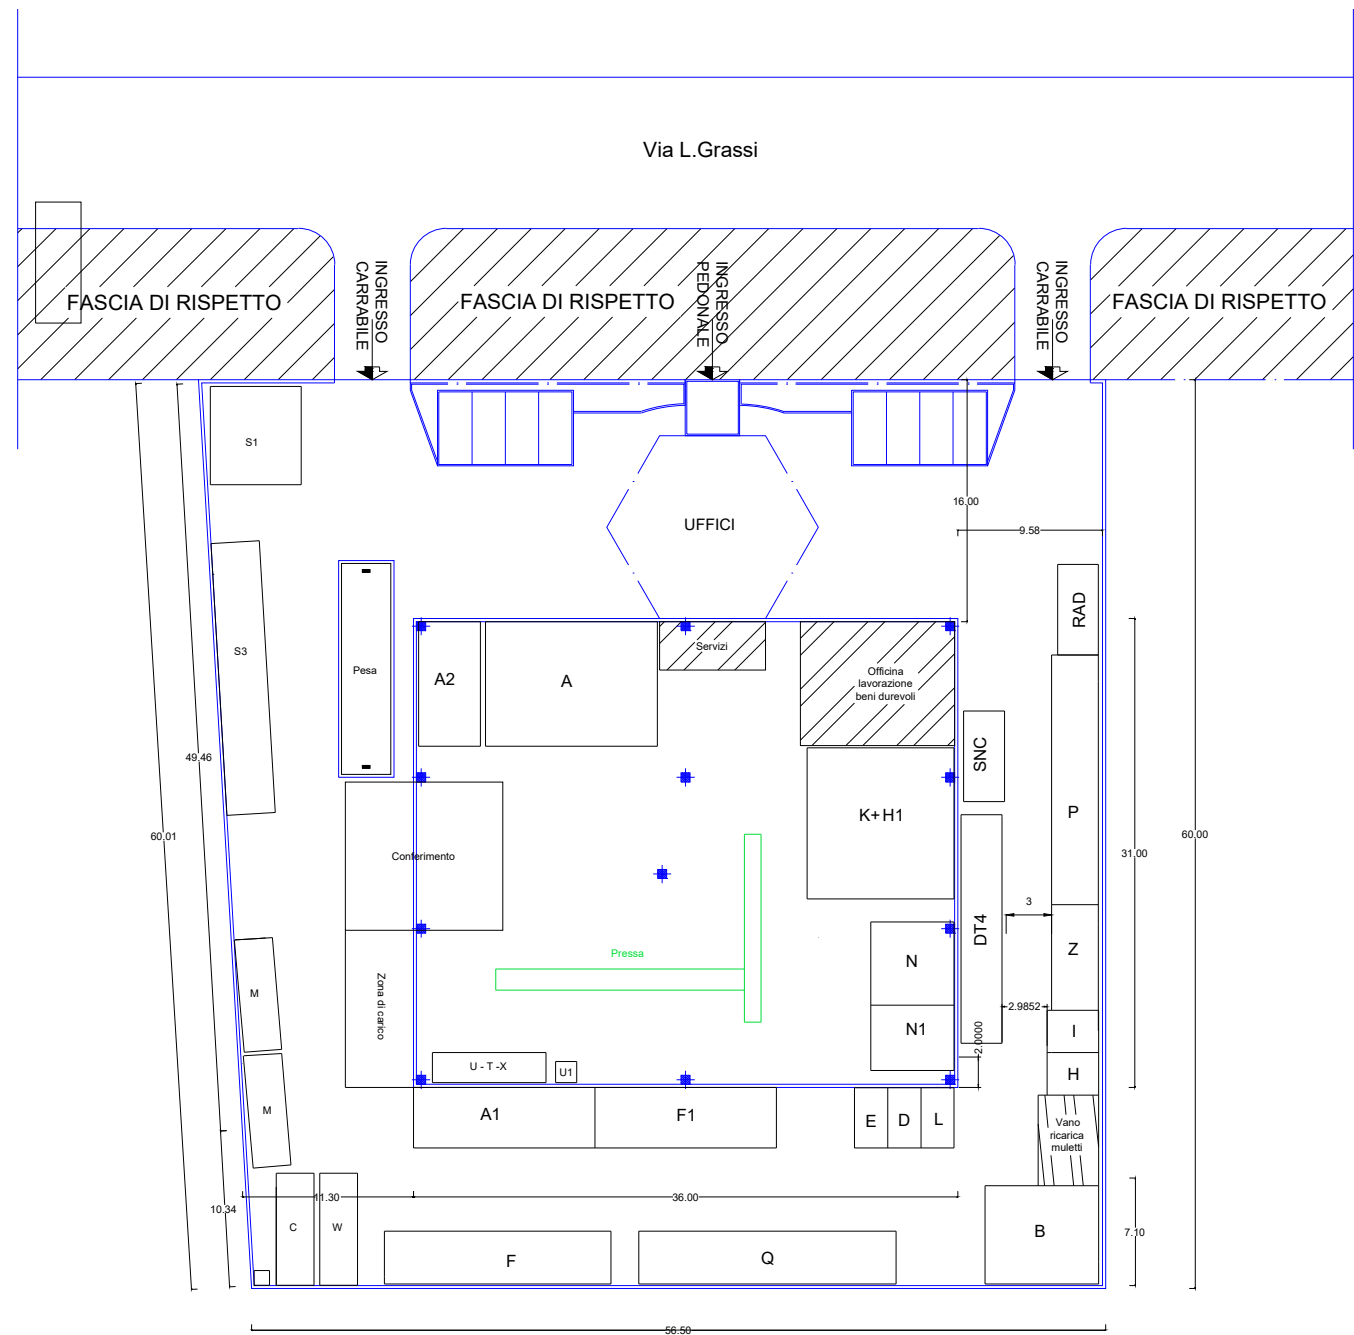 Via L.Grassi
FASCIA DI RISPETTO
INGRESSO
CARRABILE
FASCIA DI RISPETTO
INGRESSO
PEDONALE
INGRESSO
CARRABILE
FASCIA DI RISPETTO
S1
16.00
UFFICI
9.58
RAD
S3
Pesa
A2
A
Servizi
Officina
lavorazione
beni durevoli
SNC
49.46
60.01
K+H1
P
60.00
31.00
Conferimento
3
DT4
Pressa
N
Z
M
Zona di carico
2.9852
N1
I
2.0000
U - T -X
U1
H
M
A1
F1
E
D
L
Vano
ricarica
muletti
11.30
36.00
10.34
C
W
F
Q
B
7.10
56.50